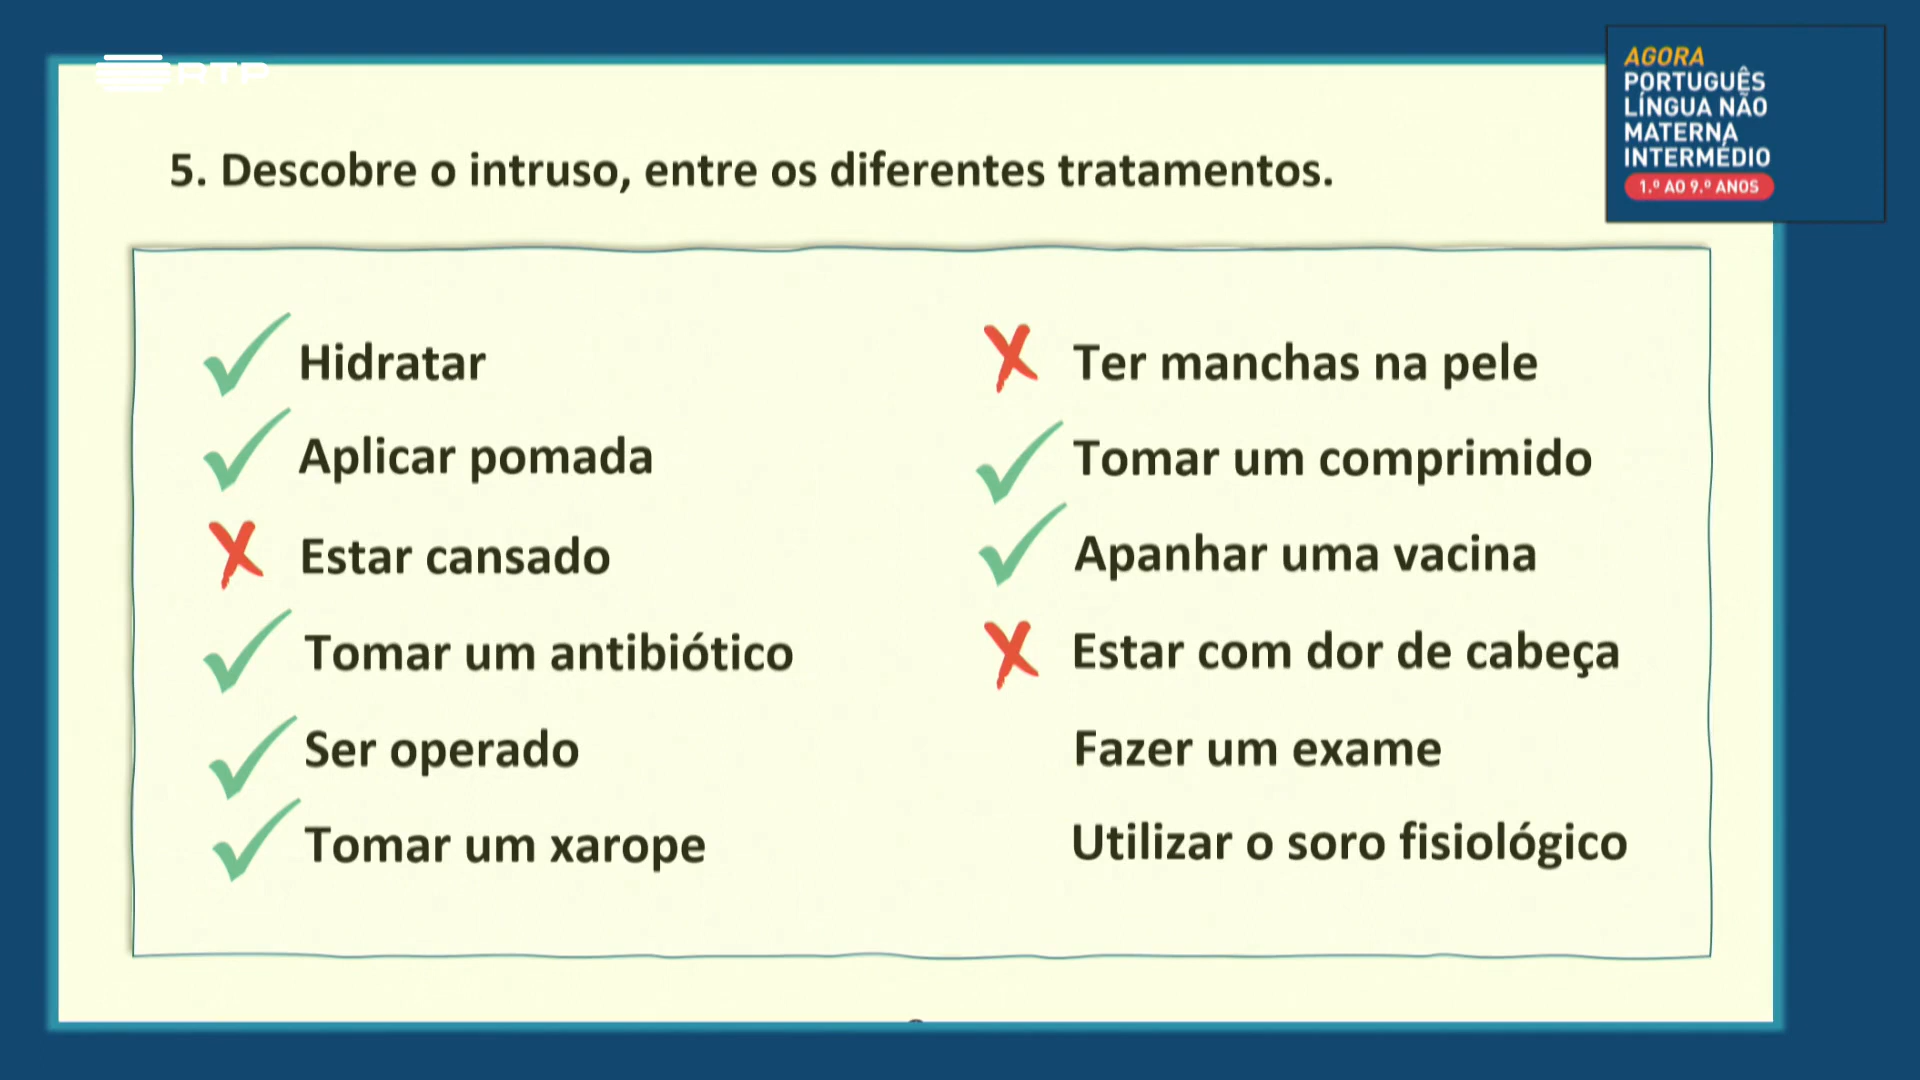 RTP
AGORA
PORTUGUÊS
LÍNGUA NÃO
MATERNA
INTERMÉDIO
1.º AO 9.º ANOS
5. Descobre o intruso, entre os diferentes tratamentos.
Hidratar
Aplicar pomada
Estar cansado
Tomar um antibiótico
Ser operado
Tomar um xarope
Ter manchas na pele
Tomar um comprimido
Apanhar uma vacina
Estar com dor de cabeça
Fazer um exame
Utilizar o soro fisiológico